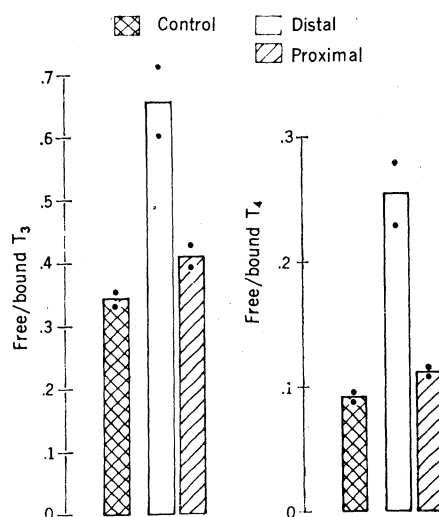 Control
Distal
Proximal
.7
.6
.5
.4
.3
.2
.1
0
Free/bound T3
.3
.2
.1
0
Free/bound T4